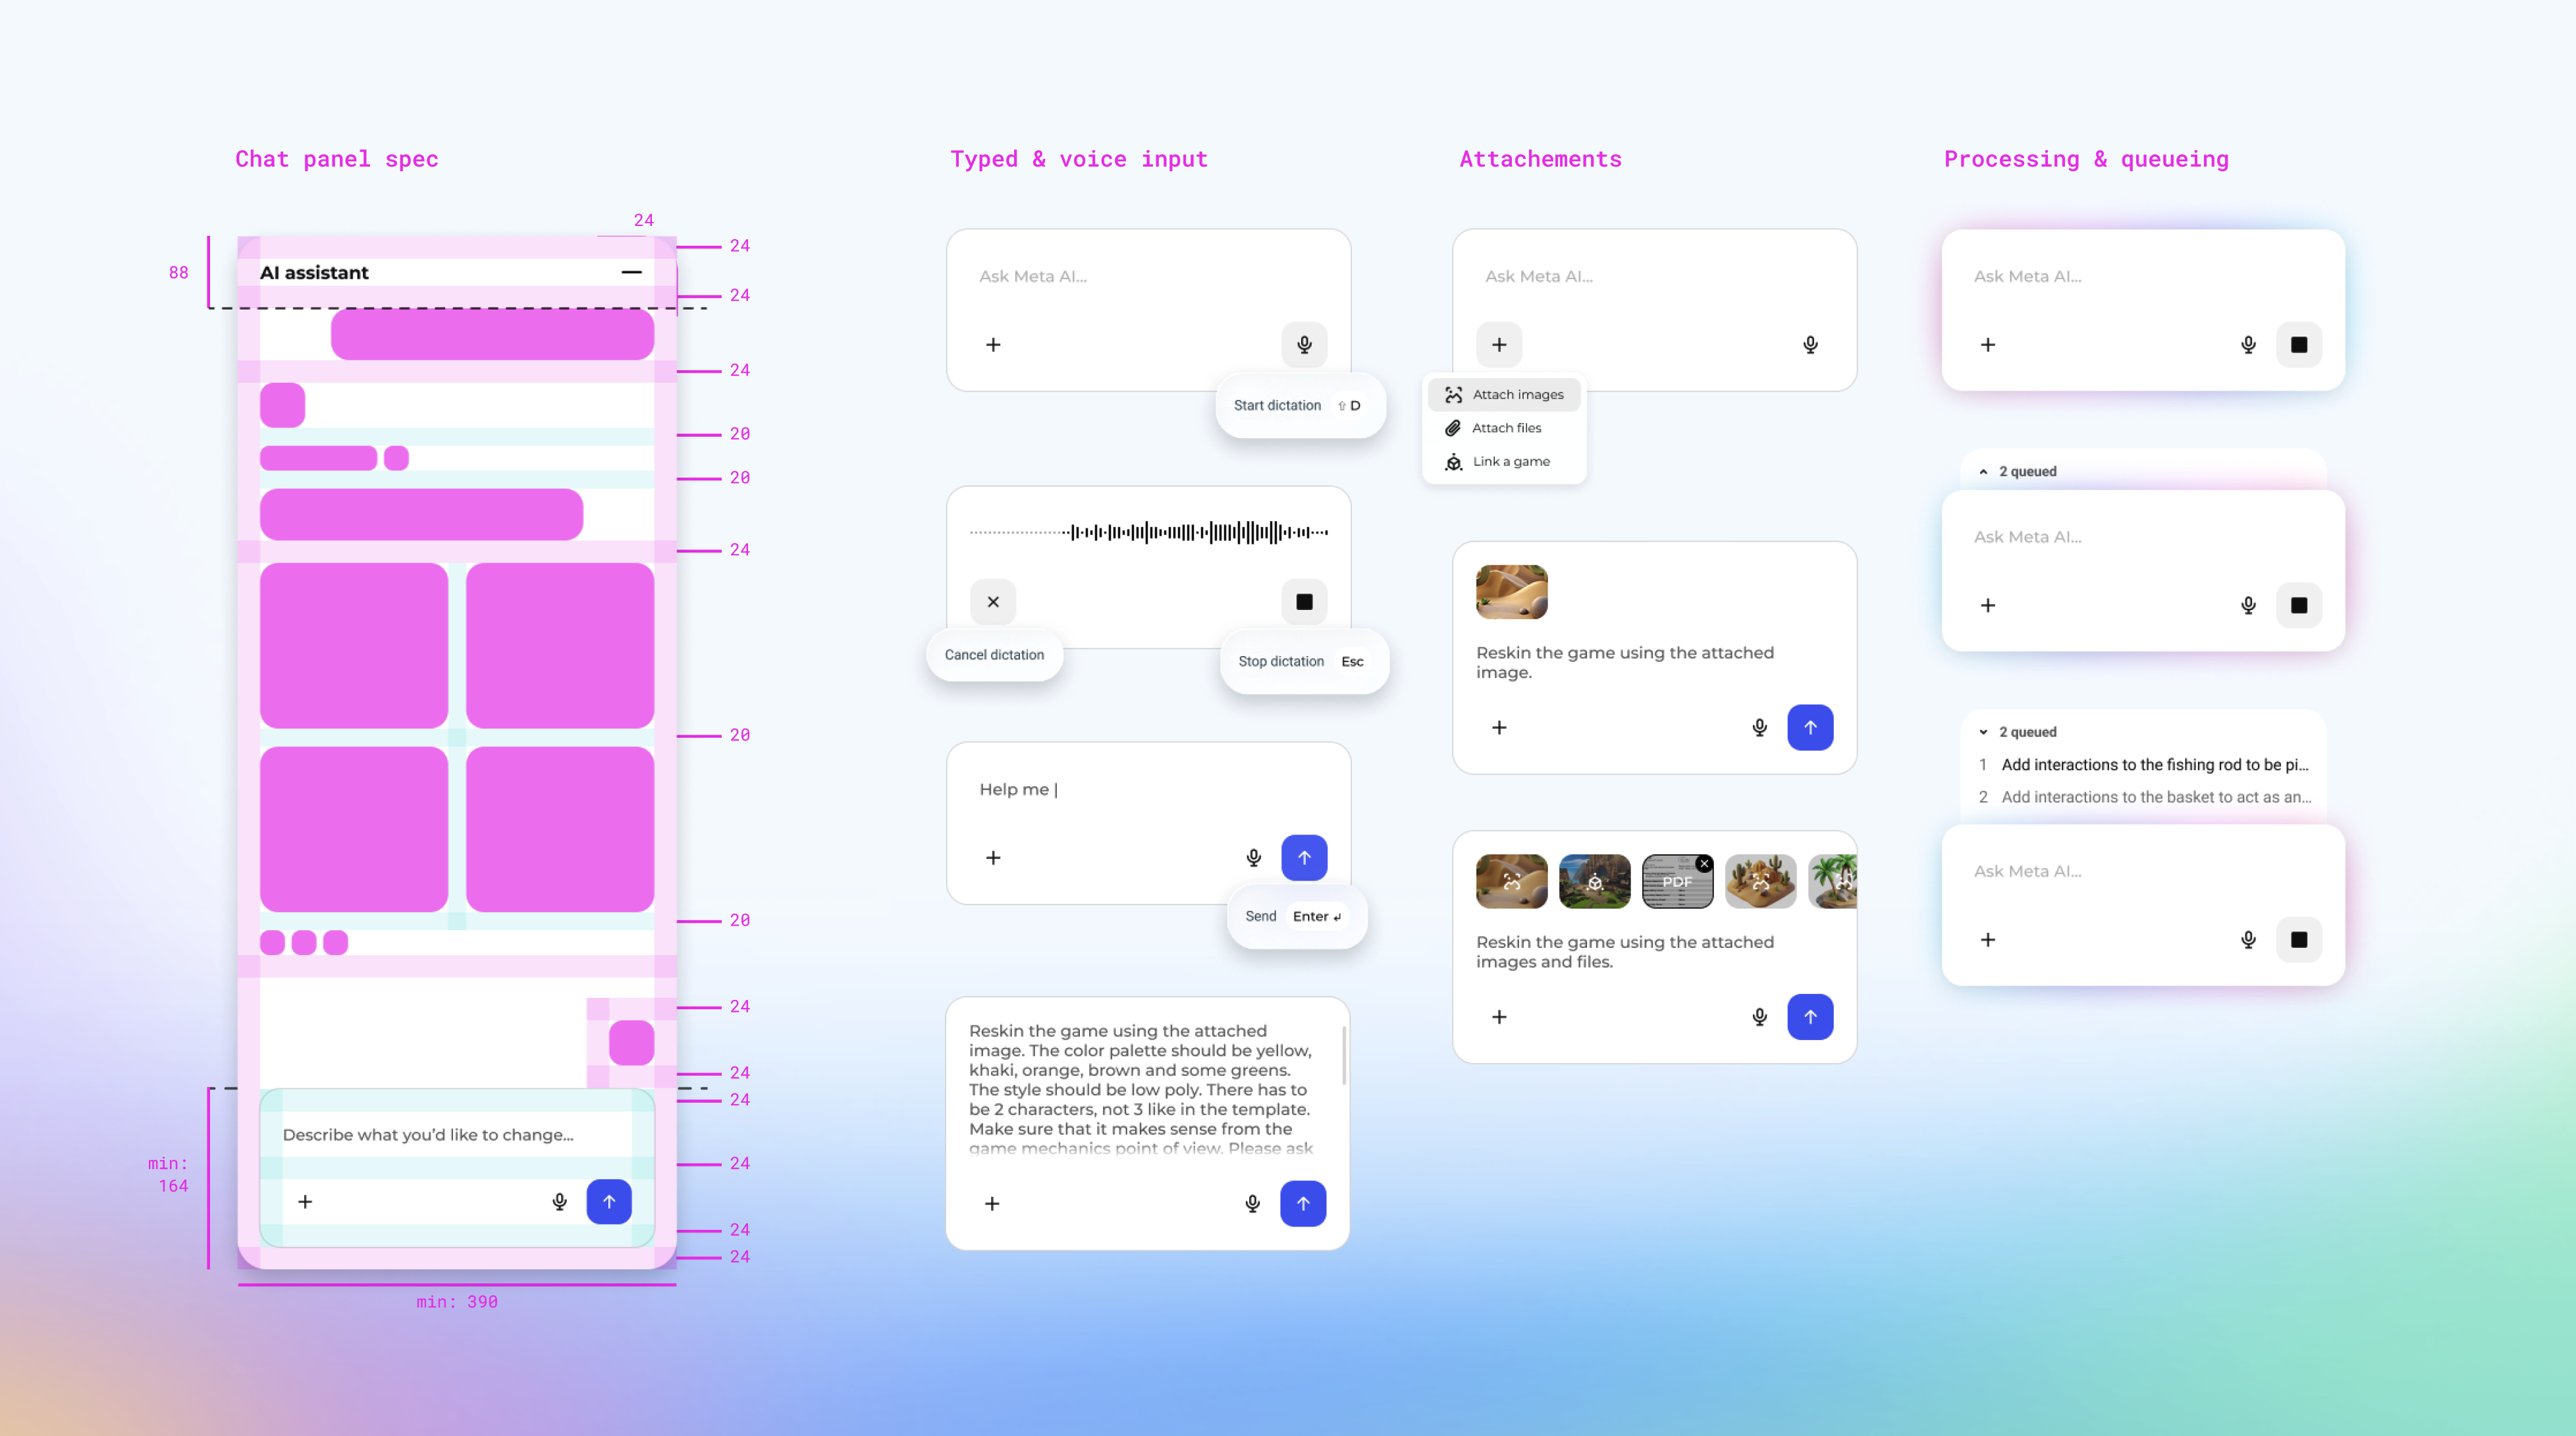 Chat panel spec
24
88
AI assistant
24
24
24
20
20
24
20
20
24
24
24
Describe what you’d like to change...
24
min:
164
24
24
min: 390
Typed & voice input
Ask Meta AI...
Start dictation ⇧ D
Cancel dictation
Stop dictation Esc
Help me |
Send Enter ↲
Reskin the game using the attached
image. The color palette should be yellow,
khaki, orange, brown and some greens.
The style should be low poly. There has to
be 2 characters, not 3 like in the template.
Make sure that it makes sense from the
game mechanics point of view. Please ask
Attachements
Ask Meta AI...
Attach images
Attach files
Link a game
Reskin the game using the attached
image.
PDF
Reskin the game using the attached
images and files.
Processing & queueing
Ask Meta AI...
2 queued
Ask Meta AI...
2 queued
1 Add interactions to the fishing rod to be pi...
2 Add interactions to the basket to act as an...
Ask Meta AI...